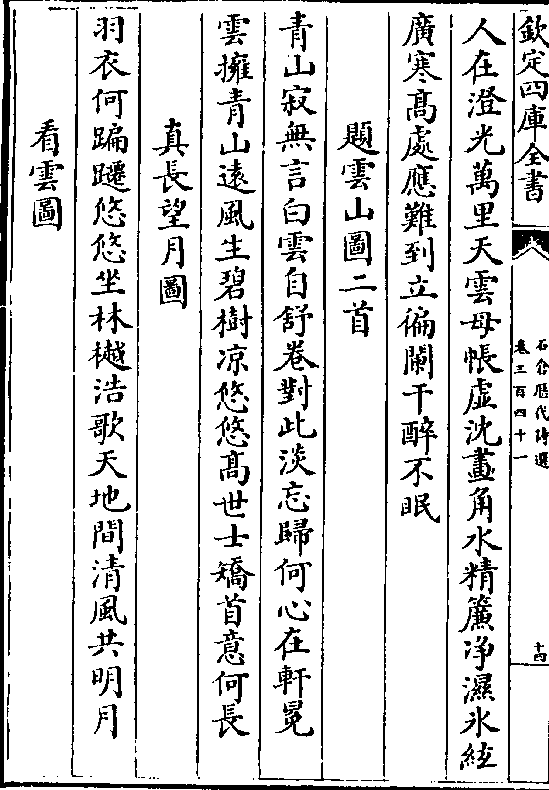 欽定四庫全書
石倉歷代詩選
卷三百四十一
十四
人在澄光萬里天雲母帳虛沈畫角水精簾净濕氷絃
廣寒髙處應難到立徧闌干醉不眠
題雲山圖二首
青山寂無言白雲自舒卷對此淡忘歸何心在軒冕
雲擁青山遠風生碧樹凉悠悠髙世士矯首意何長
真長望月圖
羽衣何蹁躚悠悠坐林樾浩歌天地間清風共明月
看雲圖